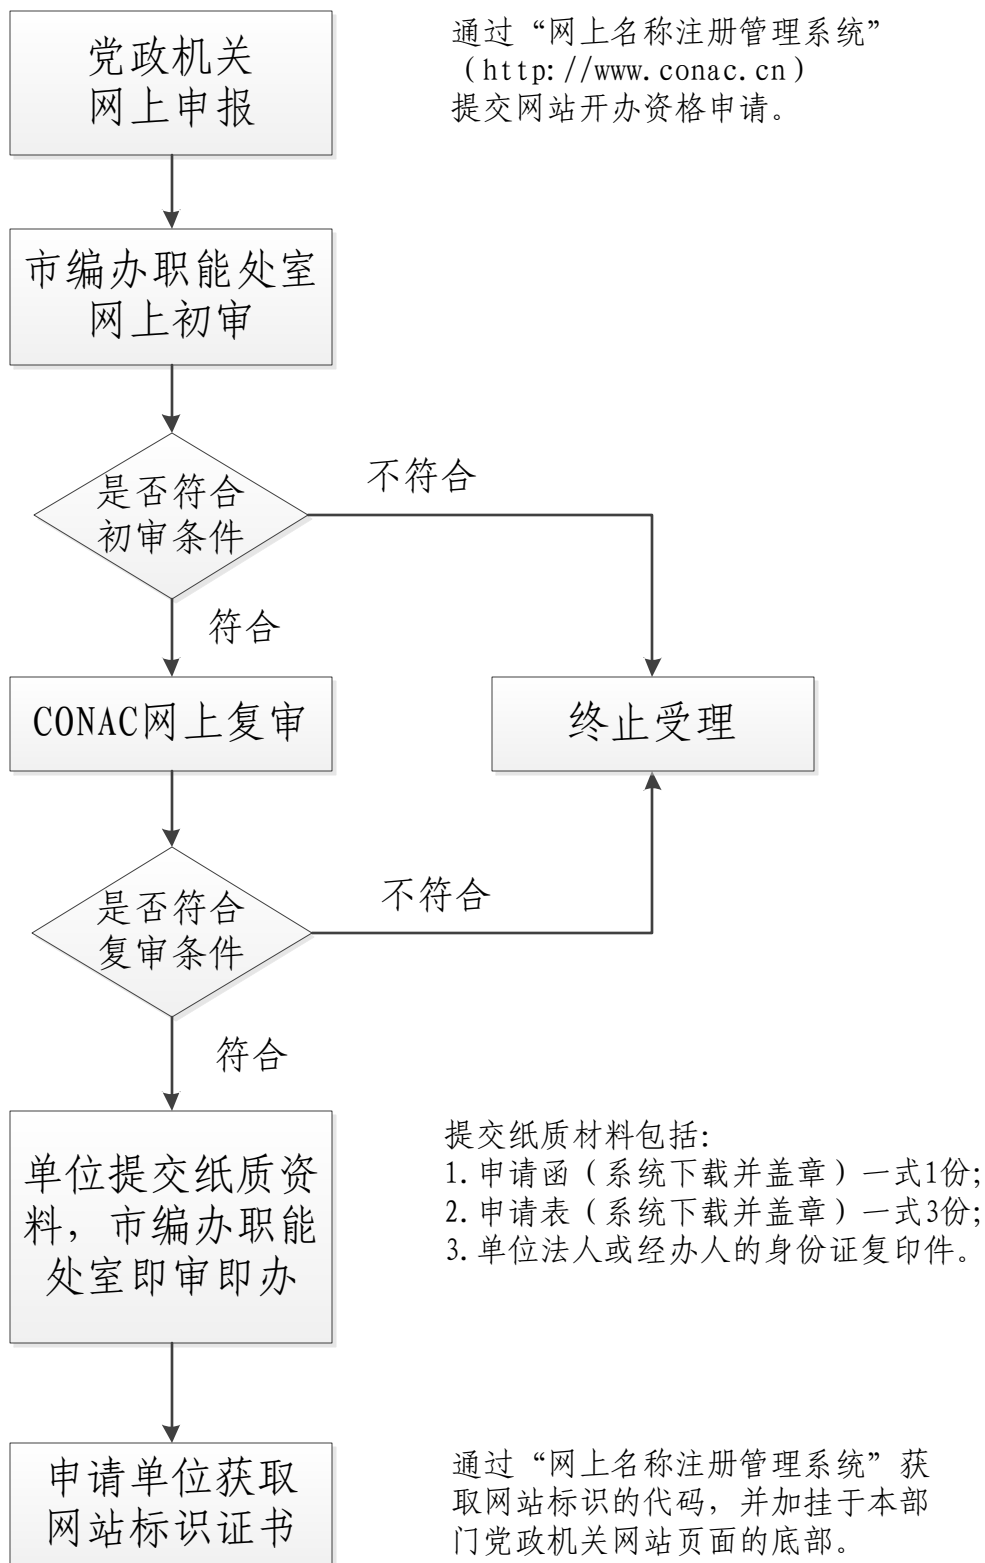 党政机关
网上申报
通过“网上名称注册管理系统”
（http://www.conac.cn）
提交网站开办资格申请。
市编办职能处室
网上初审
是否符合
初审条件
不符合
符合
CONAC网上复审
终止受理
是否符合
复审条件
不符合
符合
单位提交纸质资
料，市编办职能
处室即审即办
提交纸质材料包括:
1.申请函（系统下载并盖章）一式1份;
2.申请表（系统下载并盖章）一式3份;
3.单位法人或经办人的身份证复印件。
申请单位获取
网站标识证书
通过“网上名称注册管理系统”获
取网站标识的代码，并加挂于本部
门党政机关网站页面的底部。